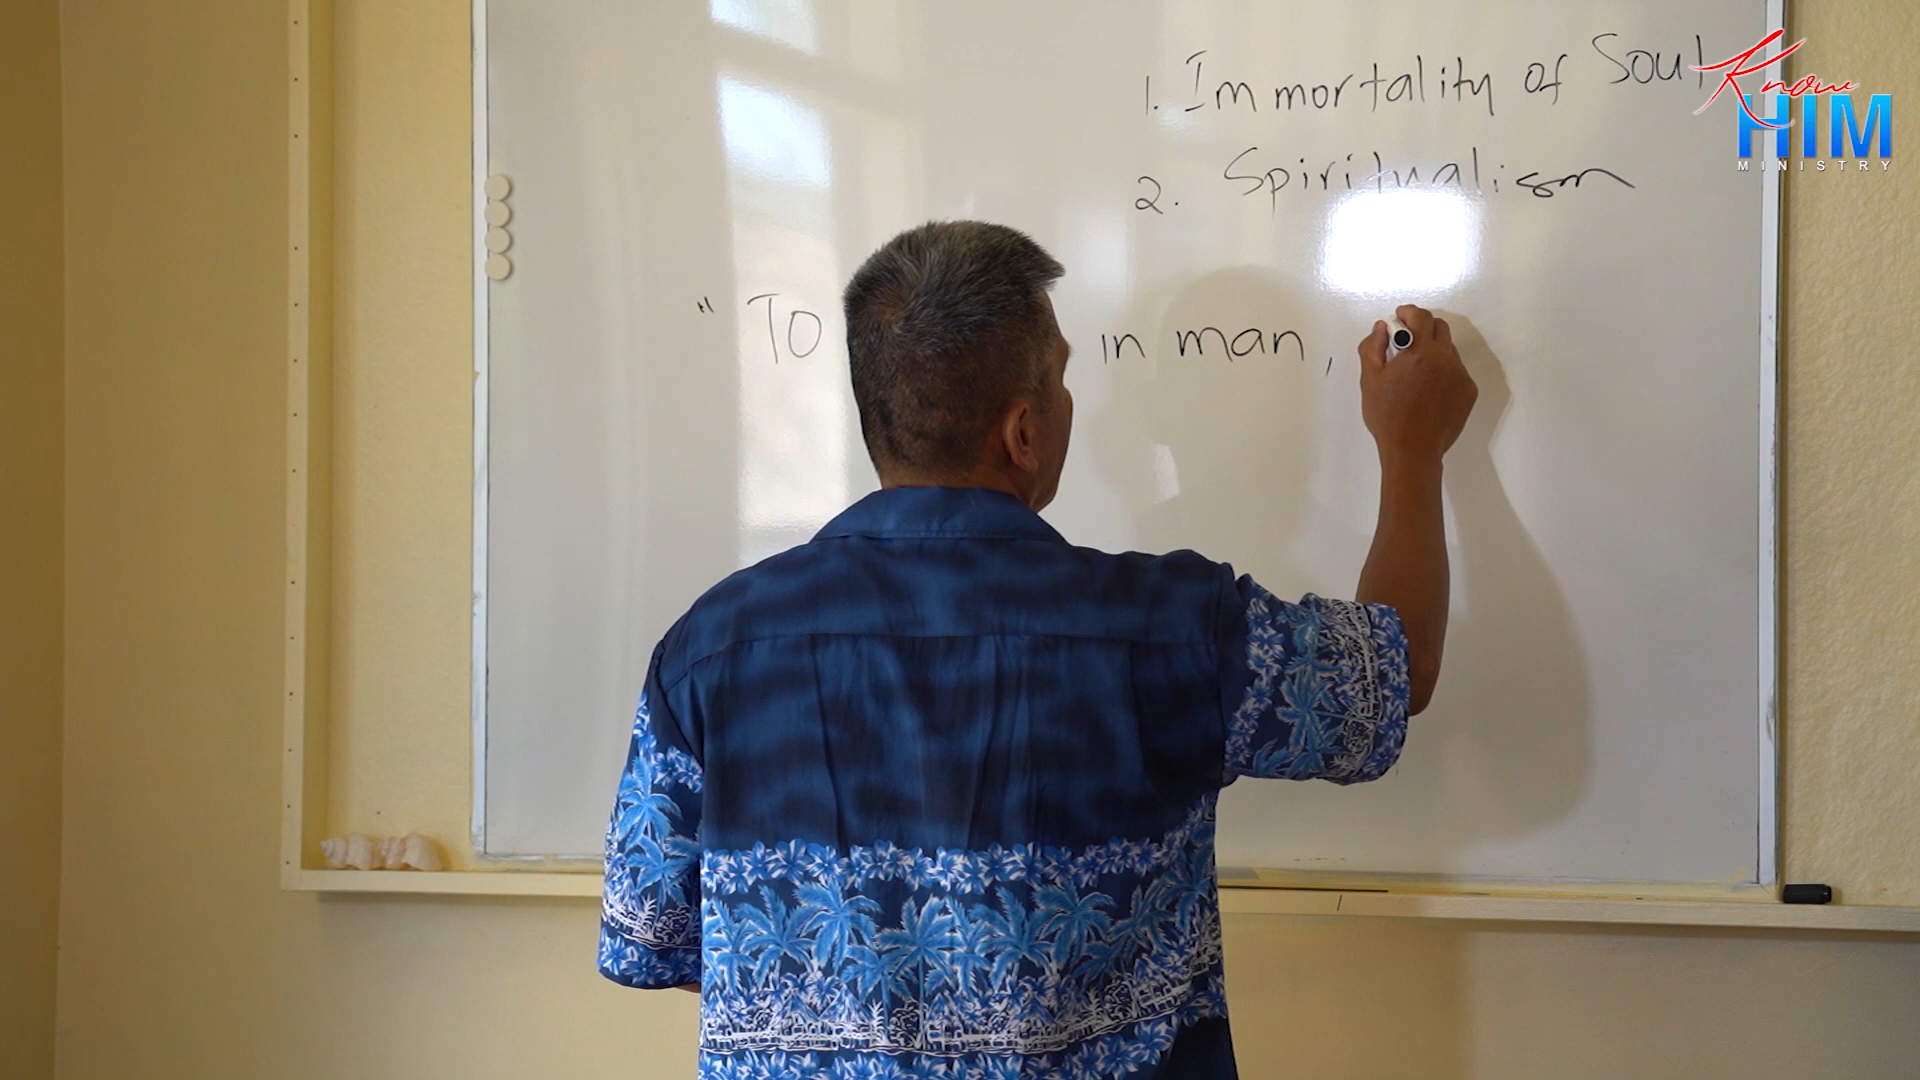 1. Immortality of Soul
2. Spiritualism
" To in man,
Know
HIM
MINISTRY